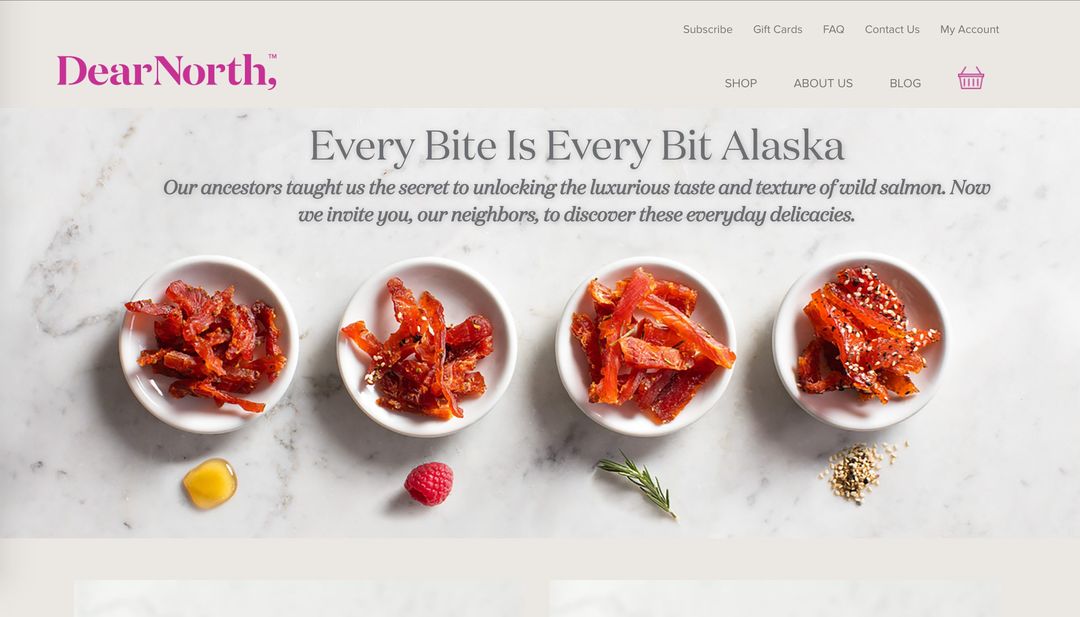 Subscribe Gift Cards FAQ Contact Us My Account
DearNorth,™
SHOP ABOUT US BLOG
Every Bite Is Every Bit Alaska
Our ancestors taught us the secret to unlocking the luxurious taste and texture of wild salmon. Now
we invite you, our neighbors, to discover these everyday delicacies.